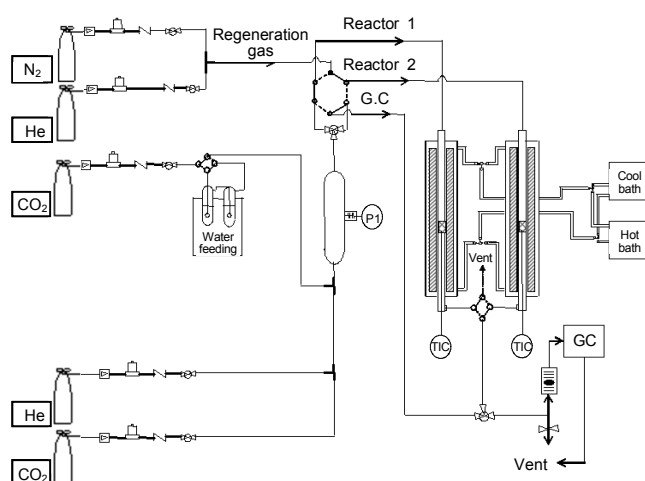 Reactor 1
Regeneration
gas
Reactor 2
G.C
N2
He
CO2
Water
feeding
P1
Cool
bath
Hot
bath
Vent
TIC
TIC
GC
He
CO2
Vent